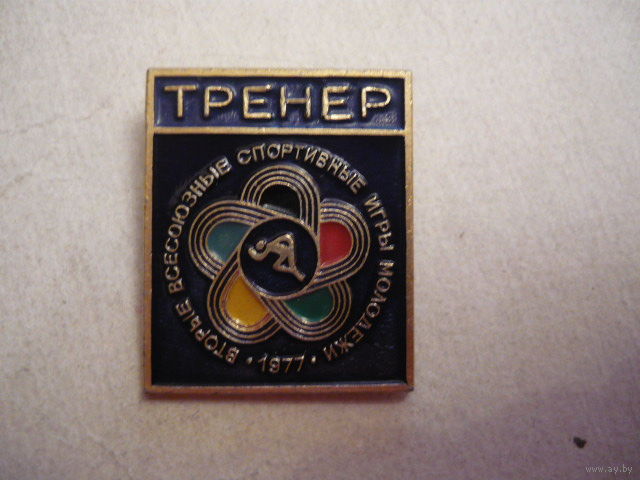 ТРЕНЕР
ВТОРЫЕ ВСЕСОЮЗНЫЕ СПОРТИВНЫЕ ИГРЫ МОЛОДЕЖИ
· 1977 ·
www.ay.by